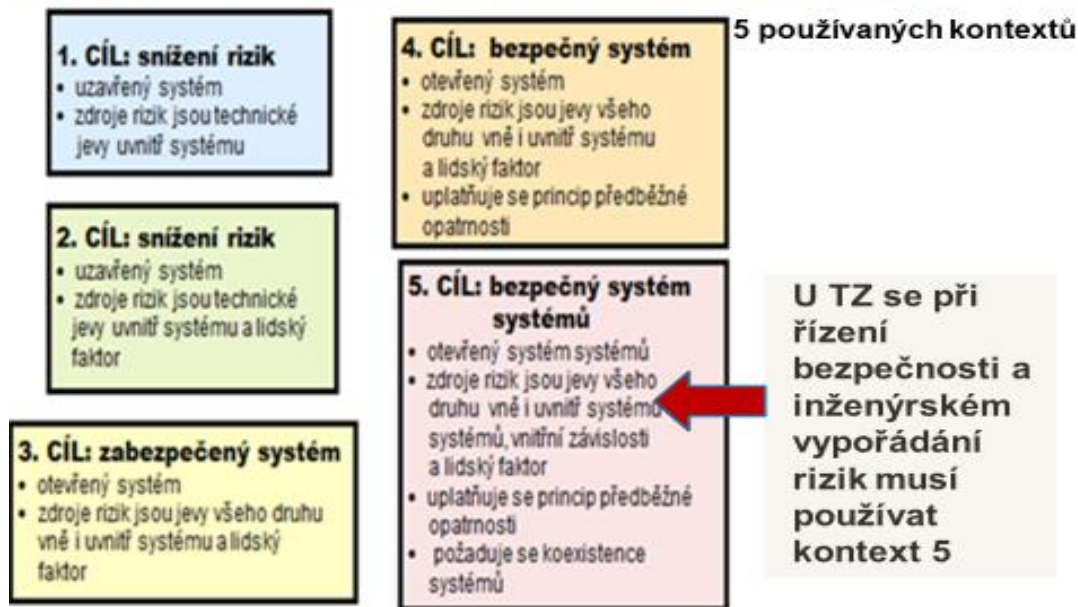 5 používaných kontextů
1. CÍL: snížení rizik
• uzavřený systém
• zdroje rizik jsou technické
jevy uvnitř systému
2. CÍL: snížení rizik
• uzavřený systém
• zdroje rizik jsou technické
jevy uvnitř systému a lidský
faktor
3. CÍL: zabezpečený systém
• otevřený systém
• zdroje rizik jsou jevy všeho druhu
vně i uvnitř systému a lidský
faktor
4. CÍL: bezpečný systém
• otevřený systém
• zdroje rizik jsou jevy všeho
druhu vně i uvnitř systému
a lidský faktor
• uplatňuje se princip předběžné
opatrnosti
5. CÍL: bezpečný systém
systémů
• otevřený systém systémů
• zdroje rizik jsou jevy všeho
druhu vně i uvnitř systému
systémů, vnitřní závislosti
a lidský faktor
• uplatňuje se princip předběžné
opatrnosti
• požaduje se koexistence
systémů
U TZ se při
řízení
bezpečnosti a
inženýrském
vypořádání
rizik musí
používat
kontext 5